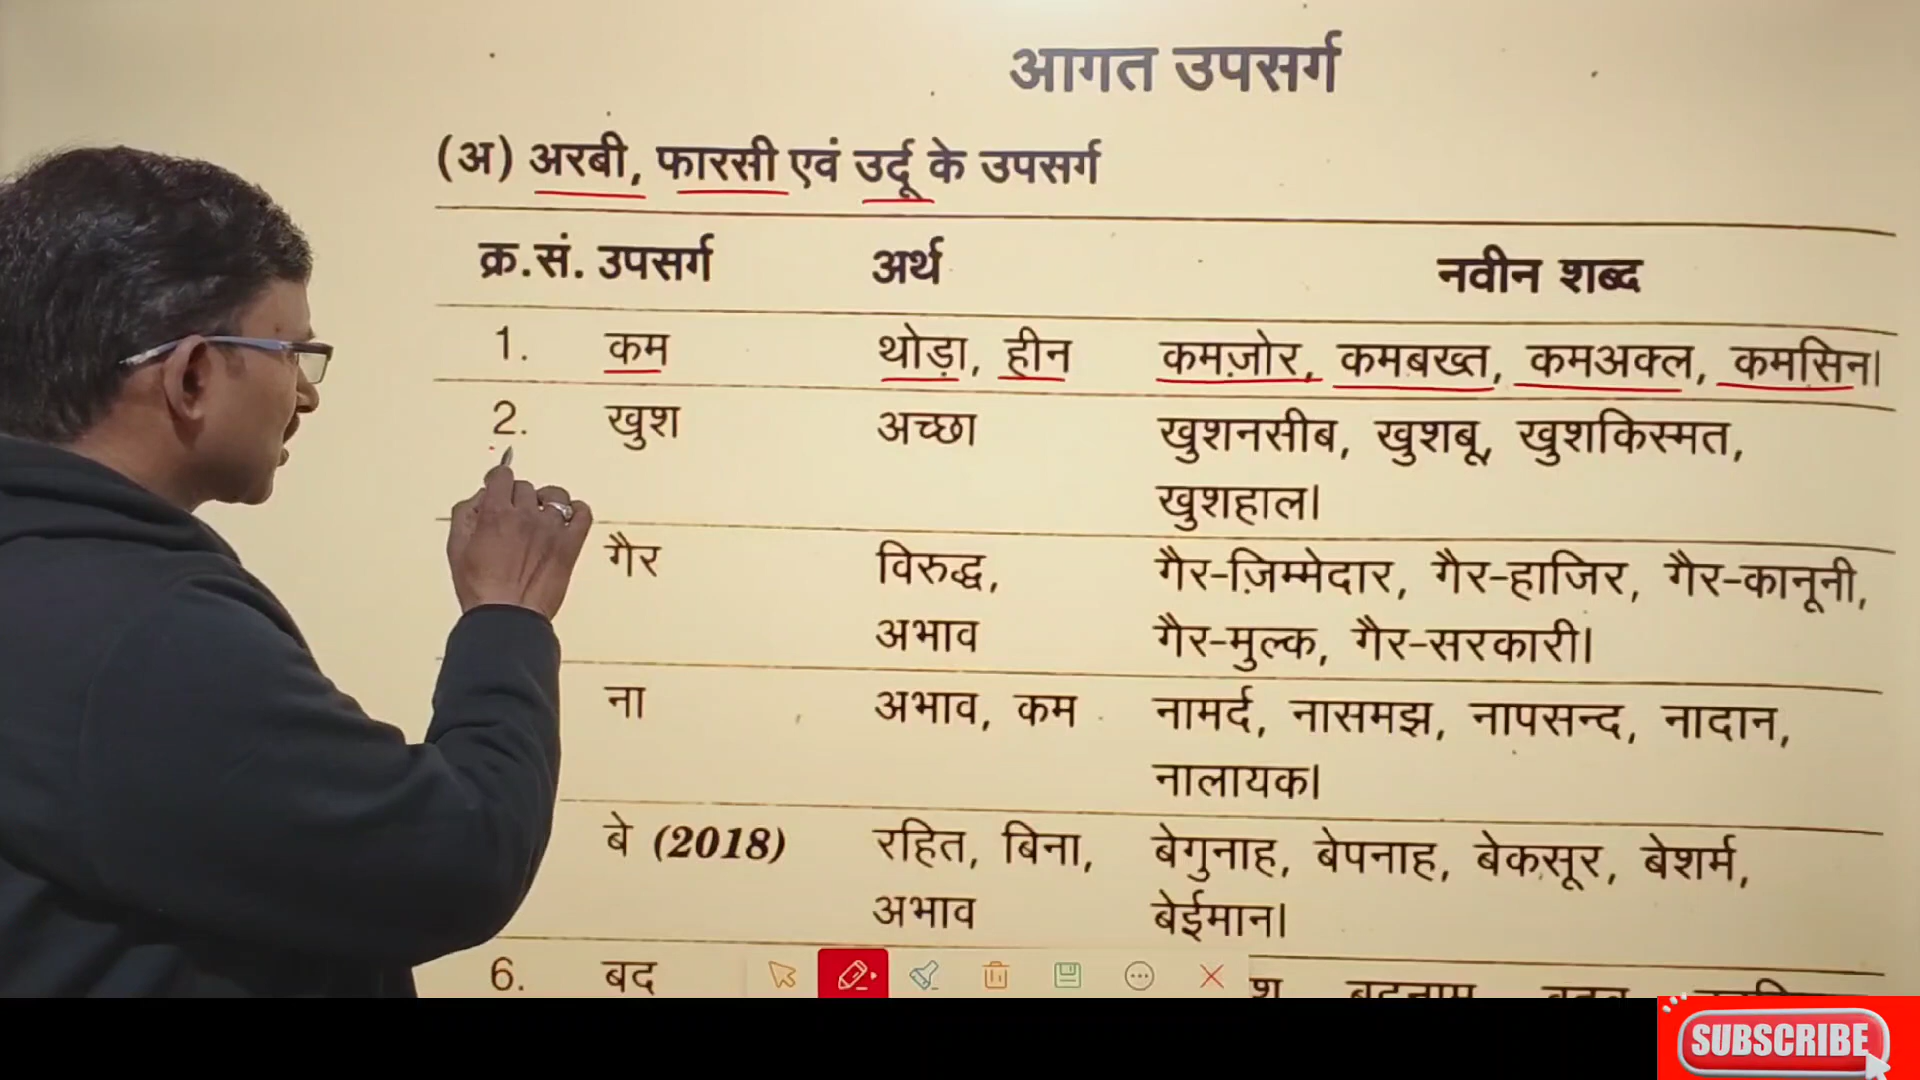 आगत उपसर्ग
(अ) अरबी, फारसी एवं उर्दू के उपसर्ग
क्र.सं. उपसर्ग अर्थ नवीन शब्द
1. कम थोड़ा, हीन कमज़ोर, कमबख्त, कमअक्ल, कमसिन।
2. खुश अच्छा खुशनसीब, खुशबू, खुशकिस्मत,
खुशहाल।
गैर विरुद्ध, गैर-ज़िम्मेदार, गैर-हाजिर, गैर-कानूनी,
अभाव गैर-मुल्क, गैर-सरकारी।
ना अभाव, कम नामर्द, नासमझ, नापसन्द, नादान,
नालायक।
बे (2018) रहित, बिना, बेगुनाह, बेपनाह, बेकसूर, बेशर्म,
अभाव बेईमान।
6. बद
SUBSCRIBE